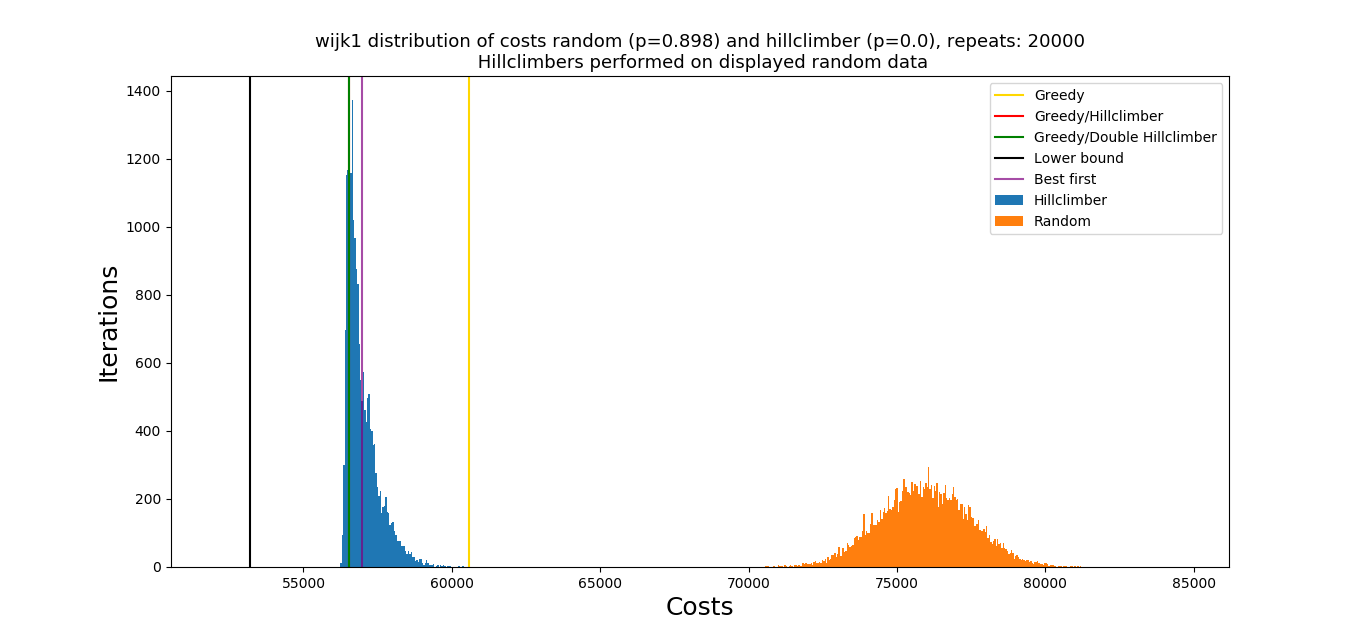 wijk1 distribution of costs random (p=0.898) and hillclimber (p=0.0), repeats: 20000
Hillclimbers performed on displayed random data
Greedy
Greedy/Hillclimber
Greedy/Double Hillclimber
Lower bound
Best first
Hillclimber
Random
Iterations
1400
1200
1000
800
600
400
200
0
55000 60000 65000 70000 75000 80000 85000
Costs